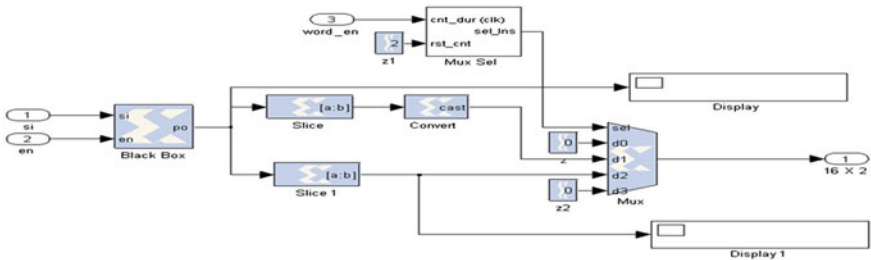 3
word_en
cnt_dur (clk)
sel_Ins
rst_cnt
2
z1
Mux Sel
1
si
2
en
si
en
po
Black Box
[a:b]
Slice
cast
Convert
Display
[a:b]
Slice 1
0
z
0
z2
sel
d0
d1
d2
d3
Mux
1
16 X 2
Display 1